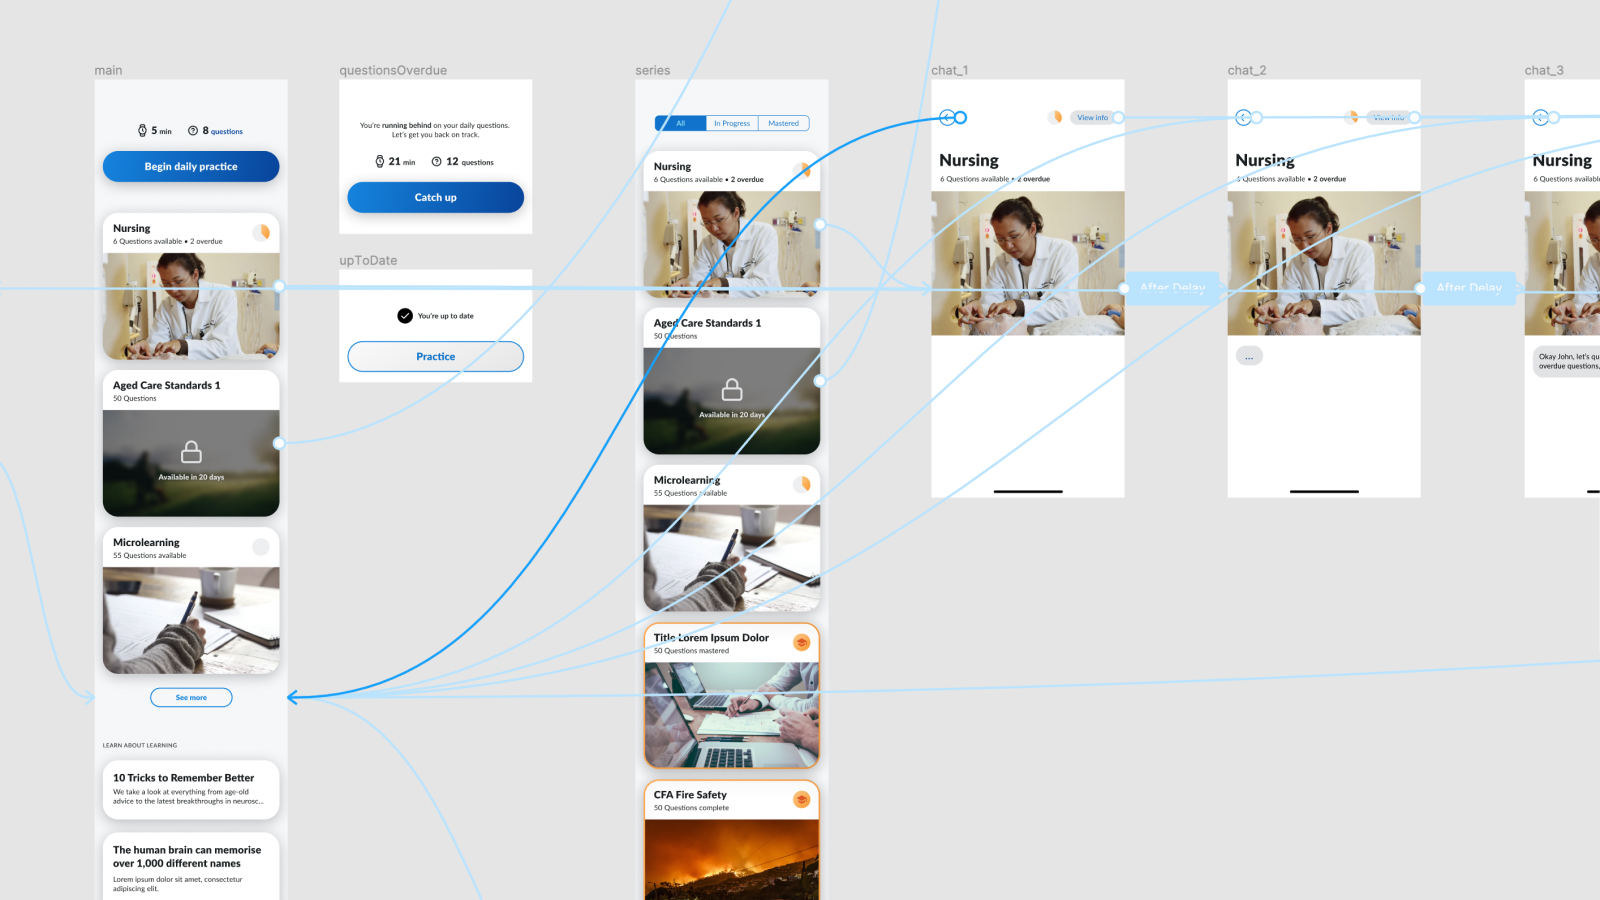 main
5 min
8 questions
Begin daily practice
Nursing
6 Questions available • 2 overdue
Aged Care Standards 1
50 Questions
Available in 20 days
Microlearning
55 Questions available
See more
LEARN ABOUT LEARNING
10 Tricks to Remember Better
We take a look at everything from age-old
advice to the latest breakthroughs in neurosc...
The human brain can memorise
over 1,000 different names
Lorem ipsum dolor sit amet, consectetur
adipiscing elit.
questionsOverdue
You're running behind on your daily questions.
Let's get you back on track.
21 min
12 questions
Catch up
upToDate
You're up to date
Practice
series
All
In Progress
Mastered
Nursing
6 Questions available • 2 overdue
Aged Care Standards 1
50 Questions
Available in 20 days
Microlearning
55 Questions available
Title Lorem Ipsum Dolor
50 Questions mastered
CFA Fire Safety
50 Questions complete
chat_1
View info
Nursing
6 Questions available • 2 overdue
After Delay
chat_2
View info
Nursing
6 Questions available • 2 overdue
...
After Delay
chat_3
Nursing
6 Questions availabl
Okay John, let's qu
overdue questions,